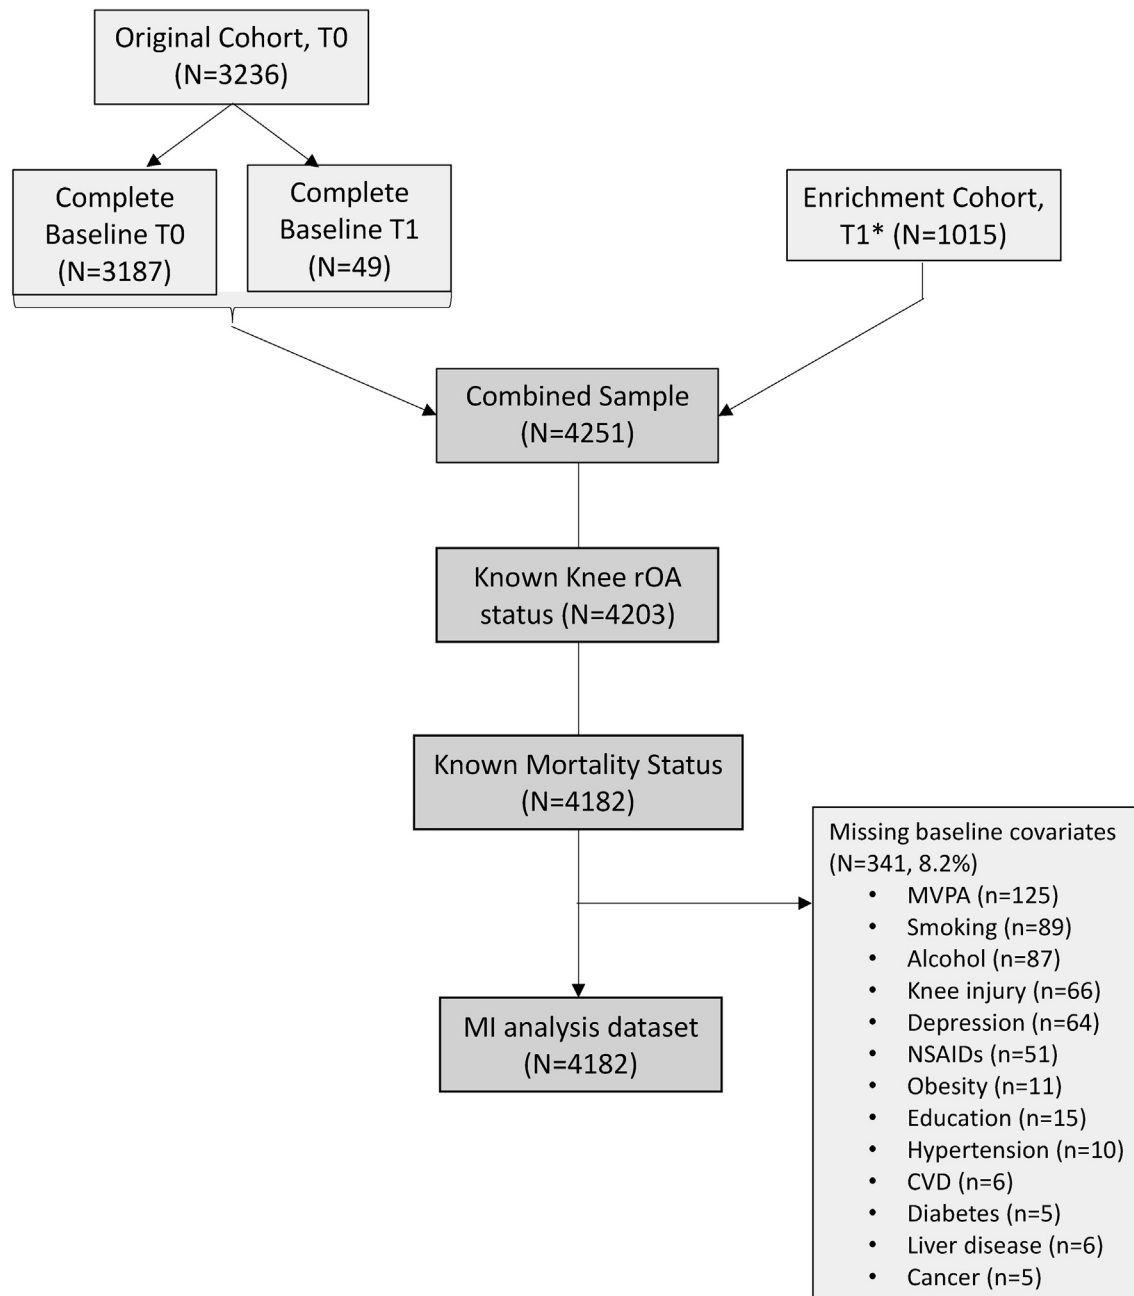 Original Cohort, T0
(N=3236)
Complete
Baseline T0
(N=3187)
Complete
Baseline T1
(N=49)
Enrichment Cohort,
T1* (N=1015)
Combined Sample
(N=4251)
Known Knee rOA
status (N=4203)
Known Mortality Status
(N=4182)
Missing baseline covariates
(N=341, 8.2%)
• MVPA (n=125)
• Smoking (n=89)
• Alcohol (n=87)
• Knee injury (n=66)
• Depression (n=64)
• NSAIDs (n=51)
• Obesity (n=11)
• Education (n=15)
• Hypertension (n=10)
• CVD (n=6)
• Diabetes (n=5)
• Liver disease (n=6)
• Cancer (n=5)
MI analysis dataset
(N=4182)